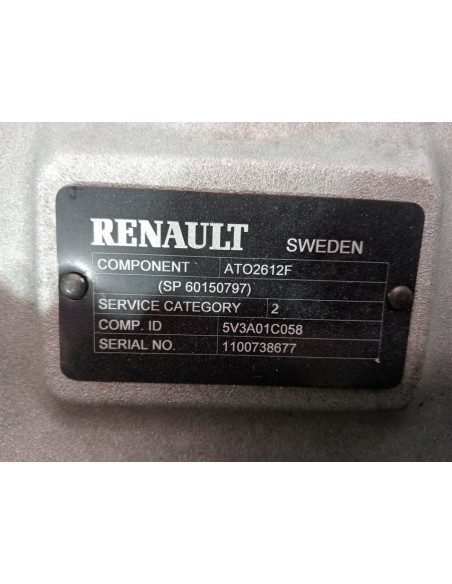 RENAULT SWEDEN
COMPONENT ATO2612F
(SP 60150797)
SERVICE CATEGORY 2
COMP. ID 5V3A01C058
SERIAL NO. 1100738677